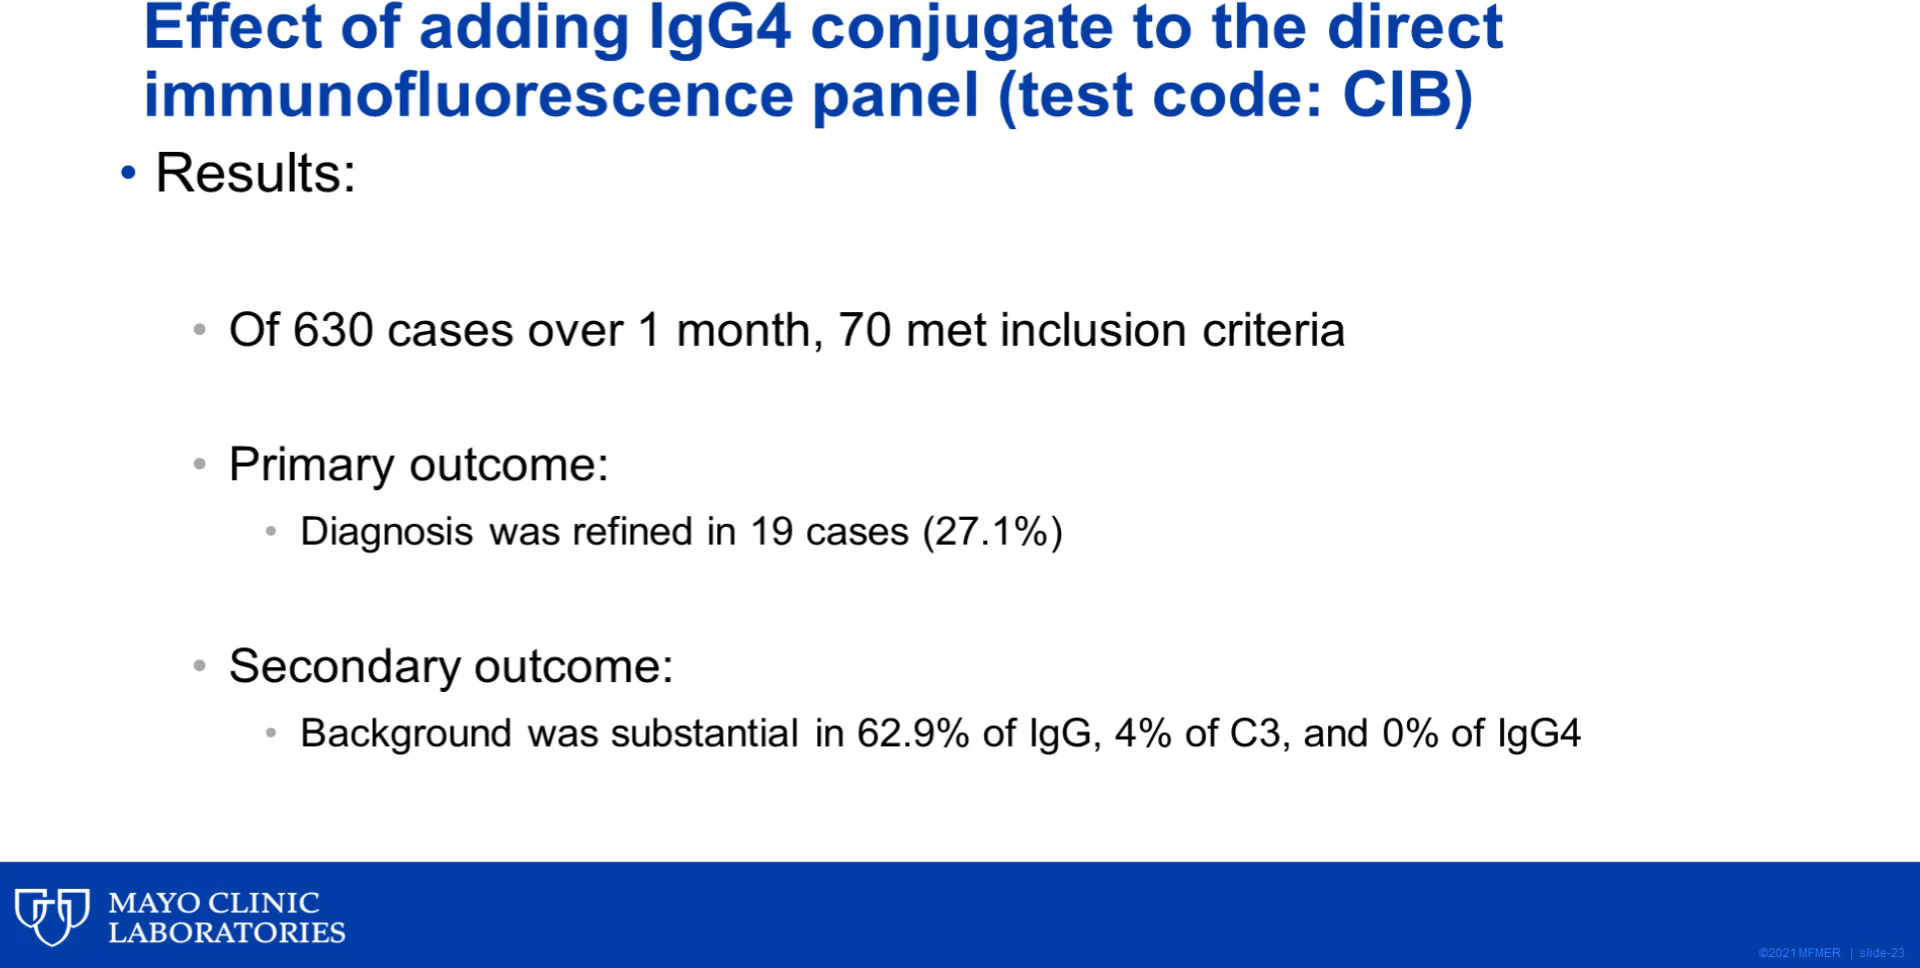 Effect of adding IgG4 conjugate to the direct
immunofluorescence panel (test code: CIB)
• Results:
• Of 630 cases over 1 month, 70 met inclusion criteria
• Primary outcome:
• Diagnosis was refined in 19 cases (27.1%)
• Secondary outcome:
• Background was substantial in 62.9% of IgG, 4% of C3, and 0% of IgG4
MAYO CLINIC
LABORATORIES
©2021 MFMER | slide-23